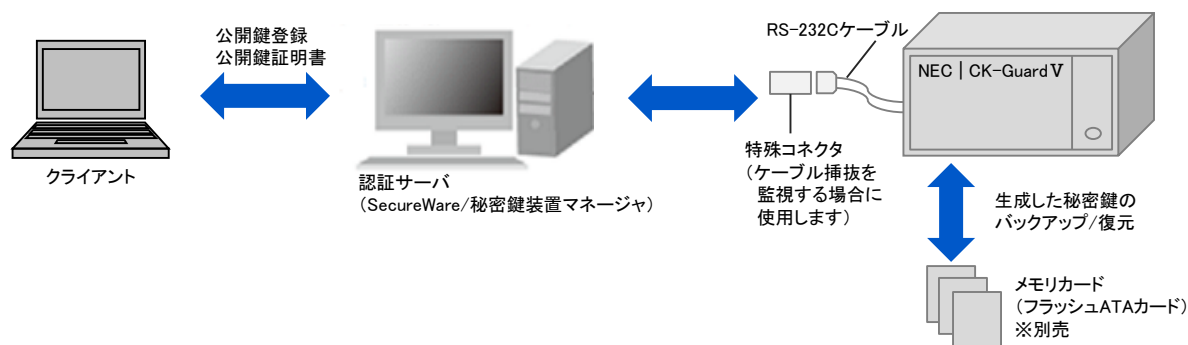 公開鍵登録
公開鍵証明書
クライアント
認証サーバ
（SecureWare/秘密鍵装置マネージャ）
RS-232Cケーブル
特殊コネクタ
（ケーブル挿抜を
監視する場合に
使用します）
NEC | CK-Guard V
生成した秘密鍵の
バックアップ/復元
メモリカード
（フラッシュATAカード）
※別売